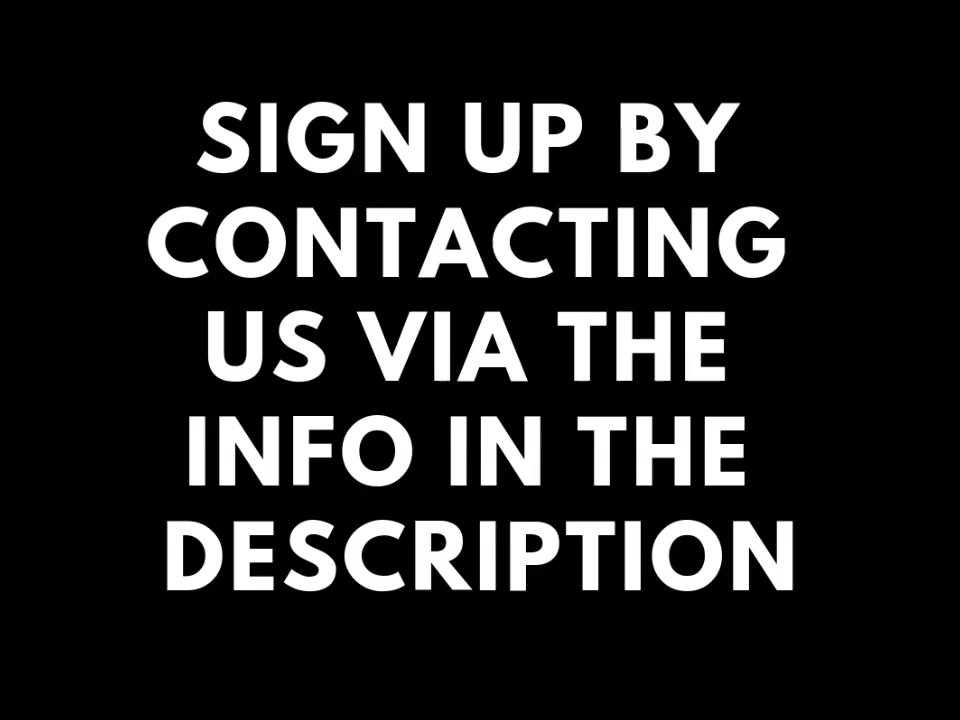 SIGN UP BY
CONTACTING
US VIA THE
INFO IN THE
DESCRIPTION